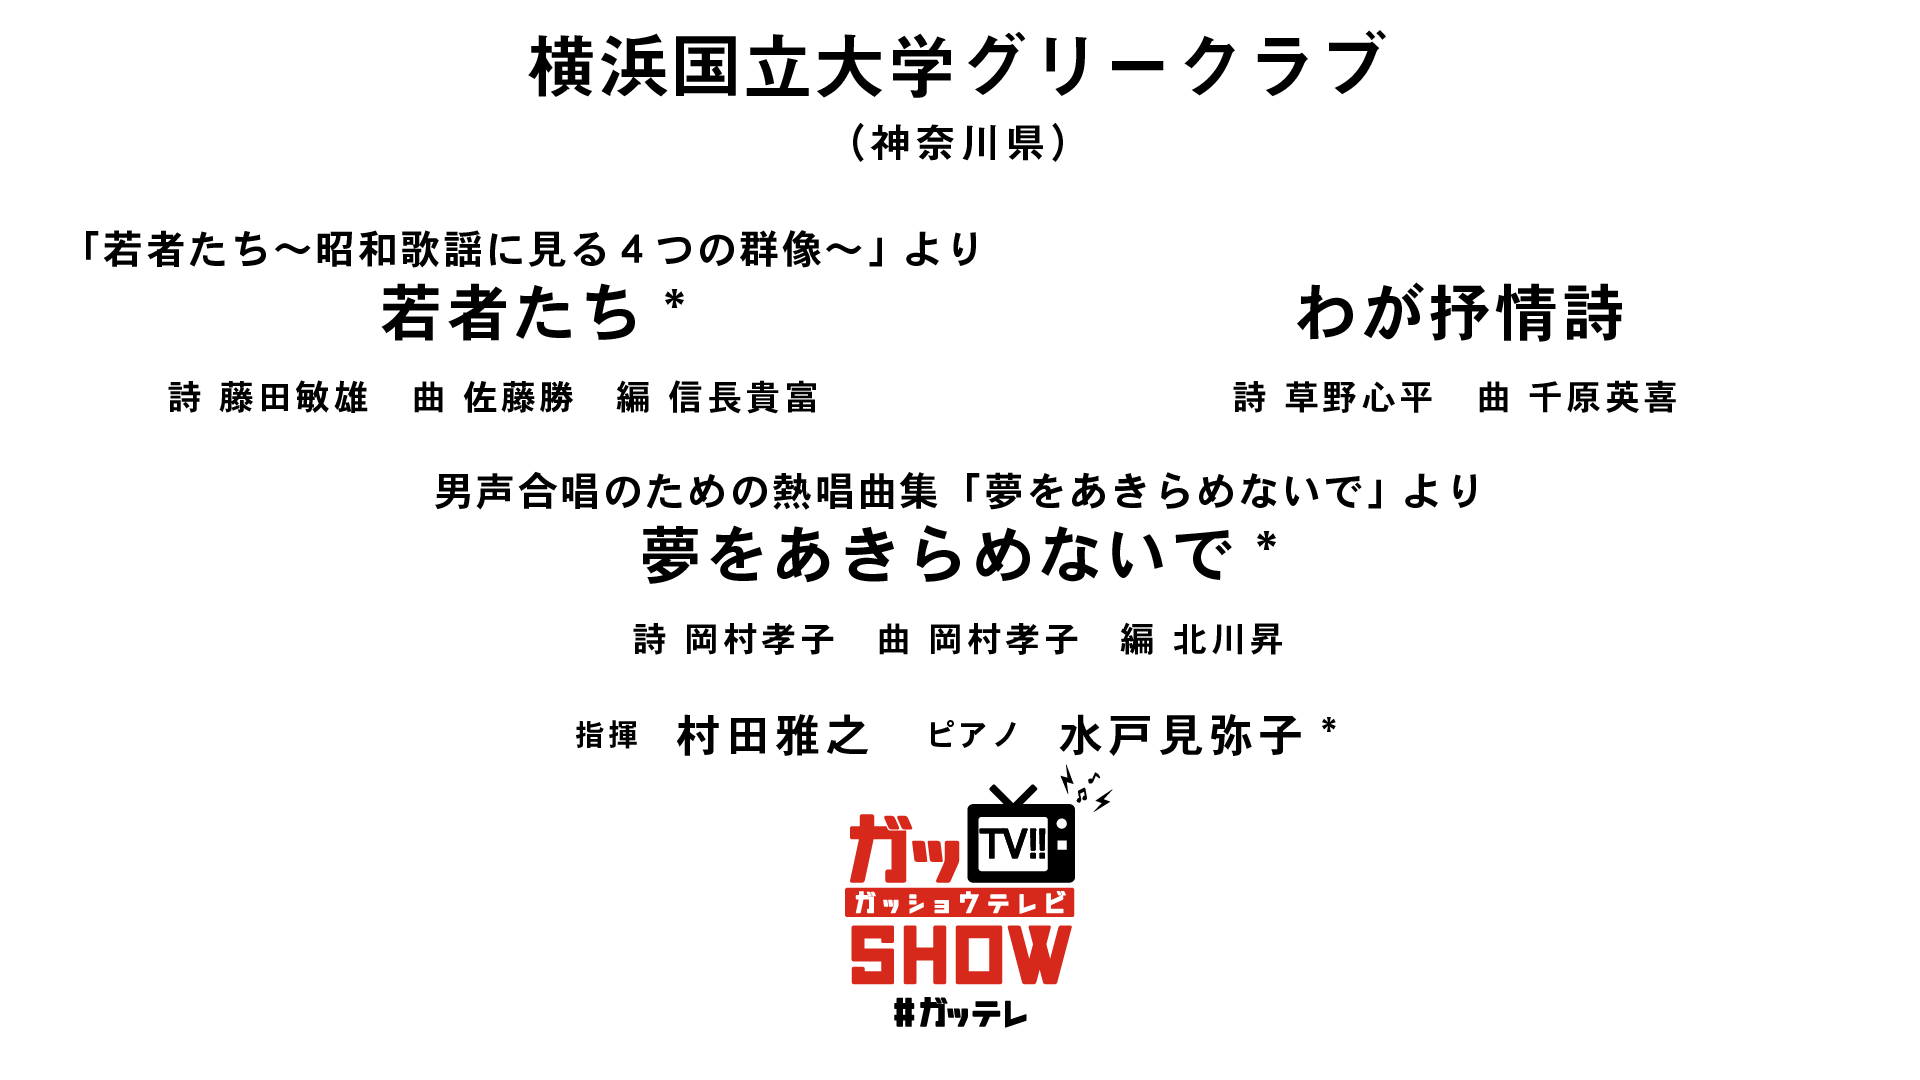 横浜国立大学グリークラブ
（神奈川県）
「若者たち～昭和歌謡に見る４つの群像～」より
若者たち *
詩 藤田敏雄　曲 佐藤勝　編 信長貴富
わが抒情詩
詩 草野心平　曲 千原英喜
男声合唱のための熱唱曲集「夢をあきらめないで」より
夢をあきらめないで *
詩 岡村孝子　曲 岡村孝子　編 北川昇
指揮　村田雅之　ピアノ　水戸見弥子 *
ガッ TV!!
ガッショウテレビ
SHOW
#ガッテレ